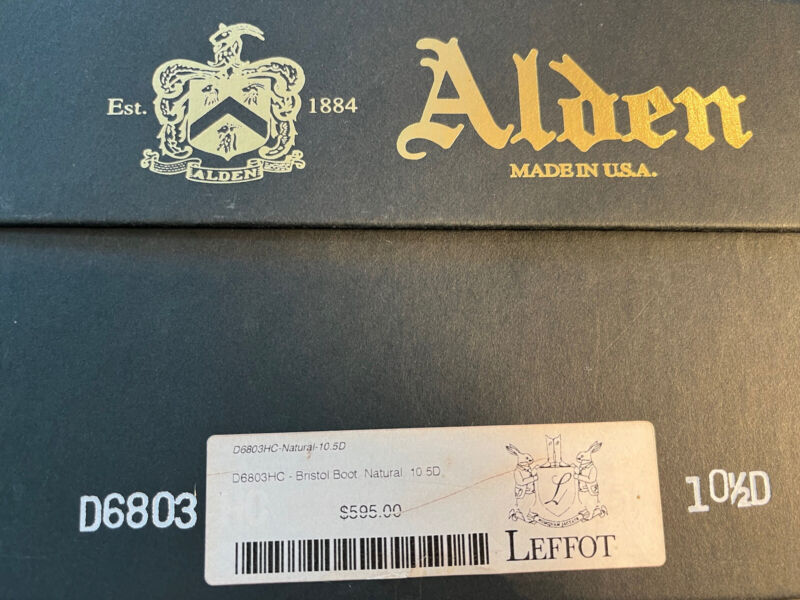 Est. 1884
ALDEN
Alden
MADE IN U.S.A.
D6803HC-Natural-10.5D
D6803HC - Bristol Boot Natural 10.5D
$595.00
L
LEFFOT
D6803
10½D